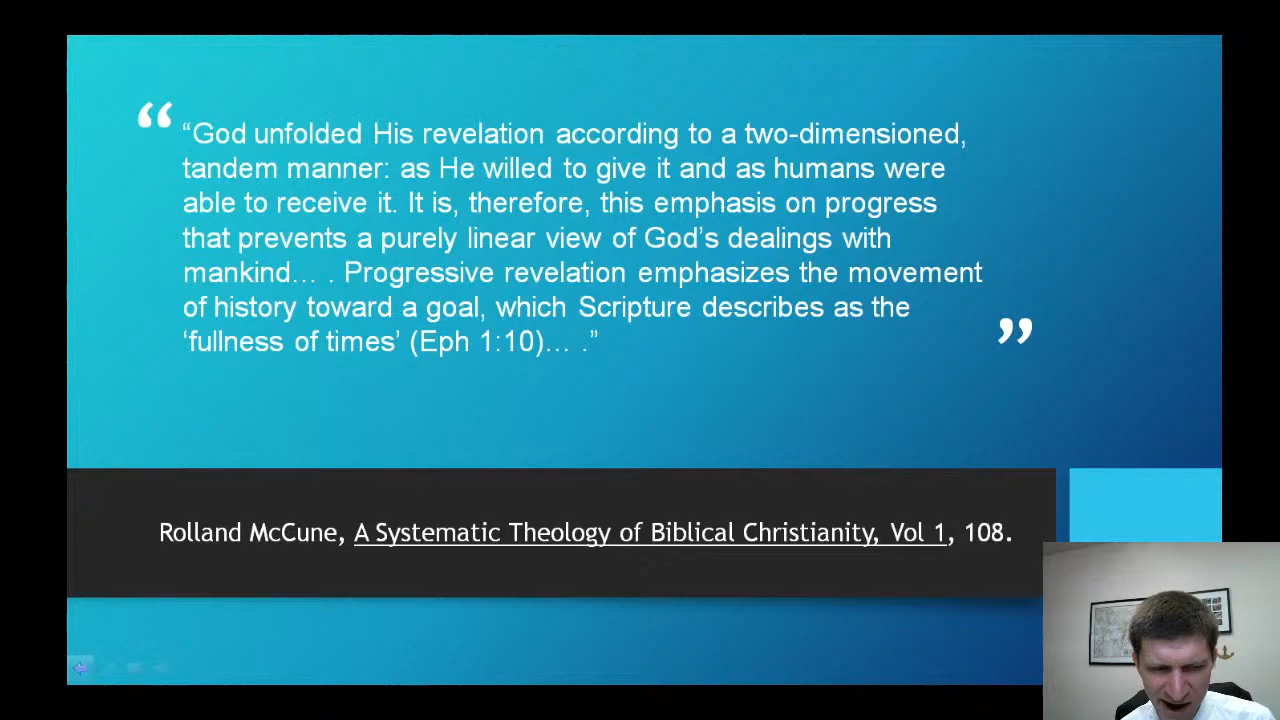 “
“God unfolded His revelation according to a two-dimensioned,
tandem manner: as He willed to give it and as humans were
able to receive it. It is, therefore, this emphasis on progress
that prevents a purely linear view of God’s dealings with
mankind… . Progressive revelation emphasizes the movement
of history toward a goal, which Scripture describes as the
‘fullness of times’ (Eph 1:10)… .”
”
Rolland McCune, A Systematic Theology of Biblical Christianity, Vol 1, 108.